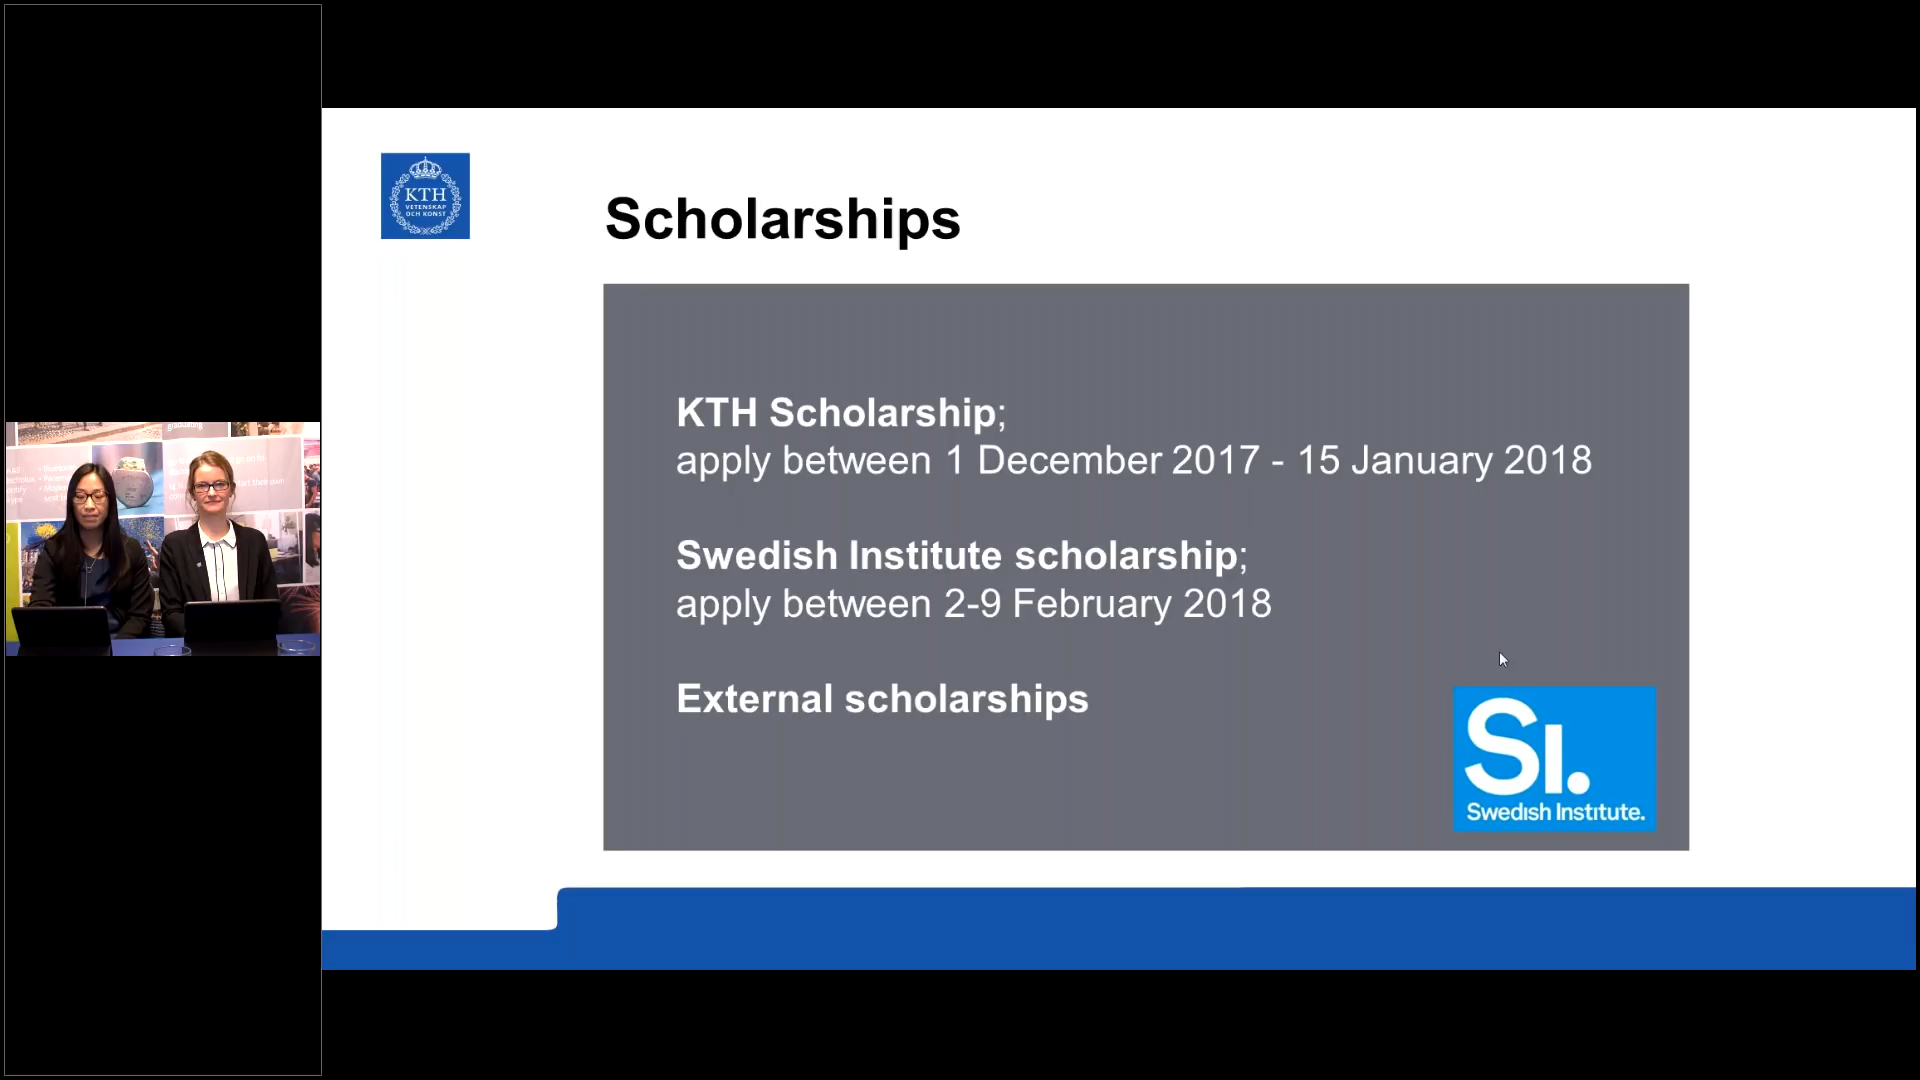 KTH
VETENSKAP
OCH KONST
Scholarships
KTH Scholarship;
apply between 1 December 2017 - 15 January 2018
Swedish Institute scholarship;
apply between 2-9 February 2018
External scholarships
SI.
Swedish Institute.
graduating